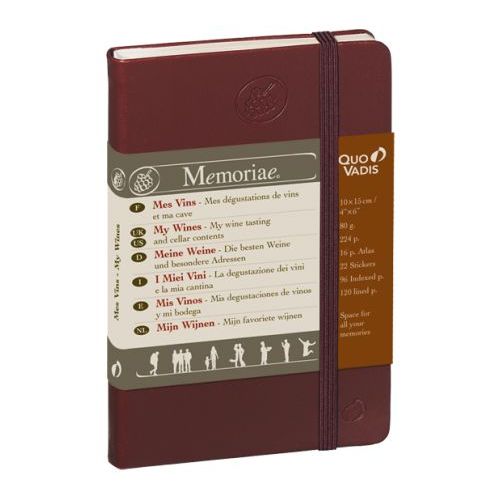 Memoriae®
F Mes Vins - Mes dégustations de vins
et ma cave
UK US My Wines - My wine tasting
and cellar contents
D Meine Weine - Die besten Weine
und besondere Adressen
I I Miei Vini - La degustazione dei vini
e la mia cantina
E Mis Vinos - Mis degustaciones de vinos
y mi bodega
NL Mijn Wijnen - Mijn favoriete wijnen
Mes Vins - My Wines
QUO
VADIS
10 x 15 cm /
4"x 6"
80 g.
224 p.
16 p. Atlas
22 Stickers
96 Indexed p.
120 lined p.
Space for
all your
memories